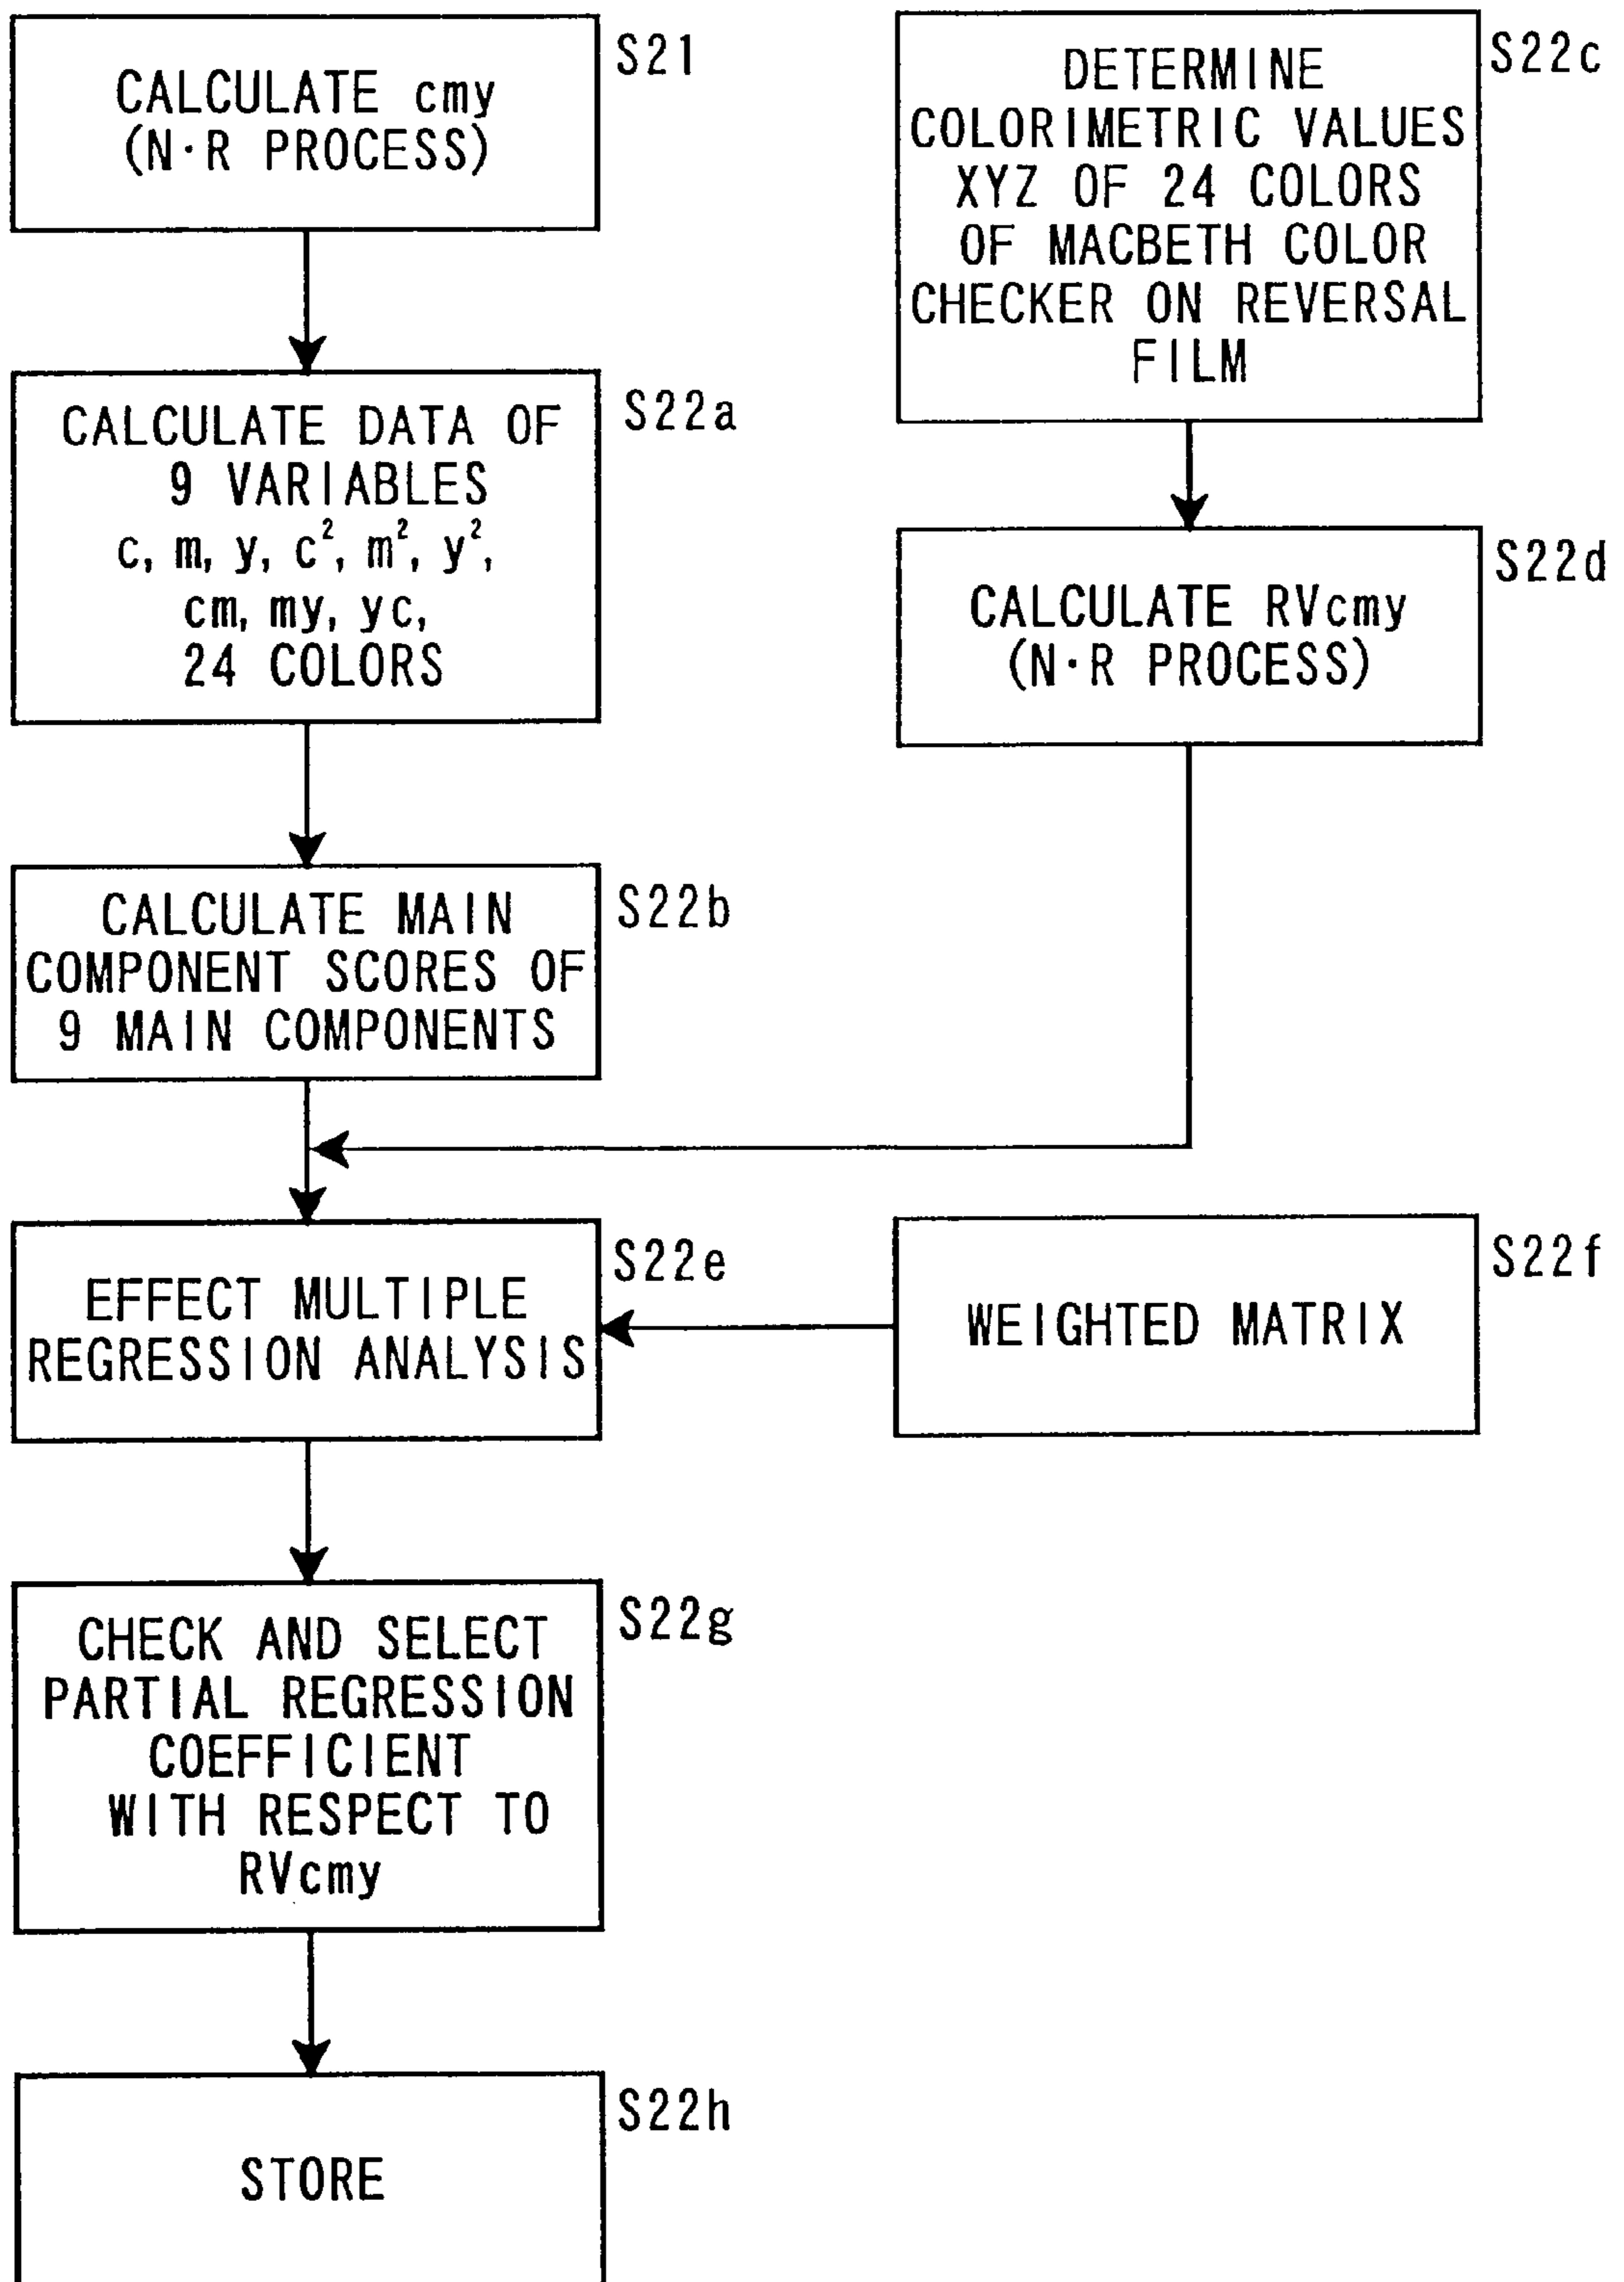 S21
CALCULATE cmy
(N·R PROCESS)
S22a
CALCULATE DATA OF
9 VARIABLES
c, m, y, c², m², y²,
cm, my, yc,
24 COLORS
S22b
CALCULATE MAIN
COMPONENT SCORES OF
9 MAIN COMPONENTS
S22c
DETERMINE
COLORIMETRIC VALUES
XYZ OF 24 COLORS
OF MACBETH COLOR
CHECKER ON REVERSAL
FILM
S22d
CALCULATE RVcmy
(N·R PROCESS)
S22e
EFFECT MULTIPLE
REGRESSION ANALYSIS
S22f
WEIGHTED MATRIX
S22g
CHECK AND SELECT
PARTIAL REGRESSION
COEFFICIENT
WITH RESPECT TO
RVcmy
S22h
STORE